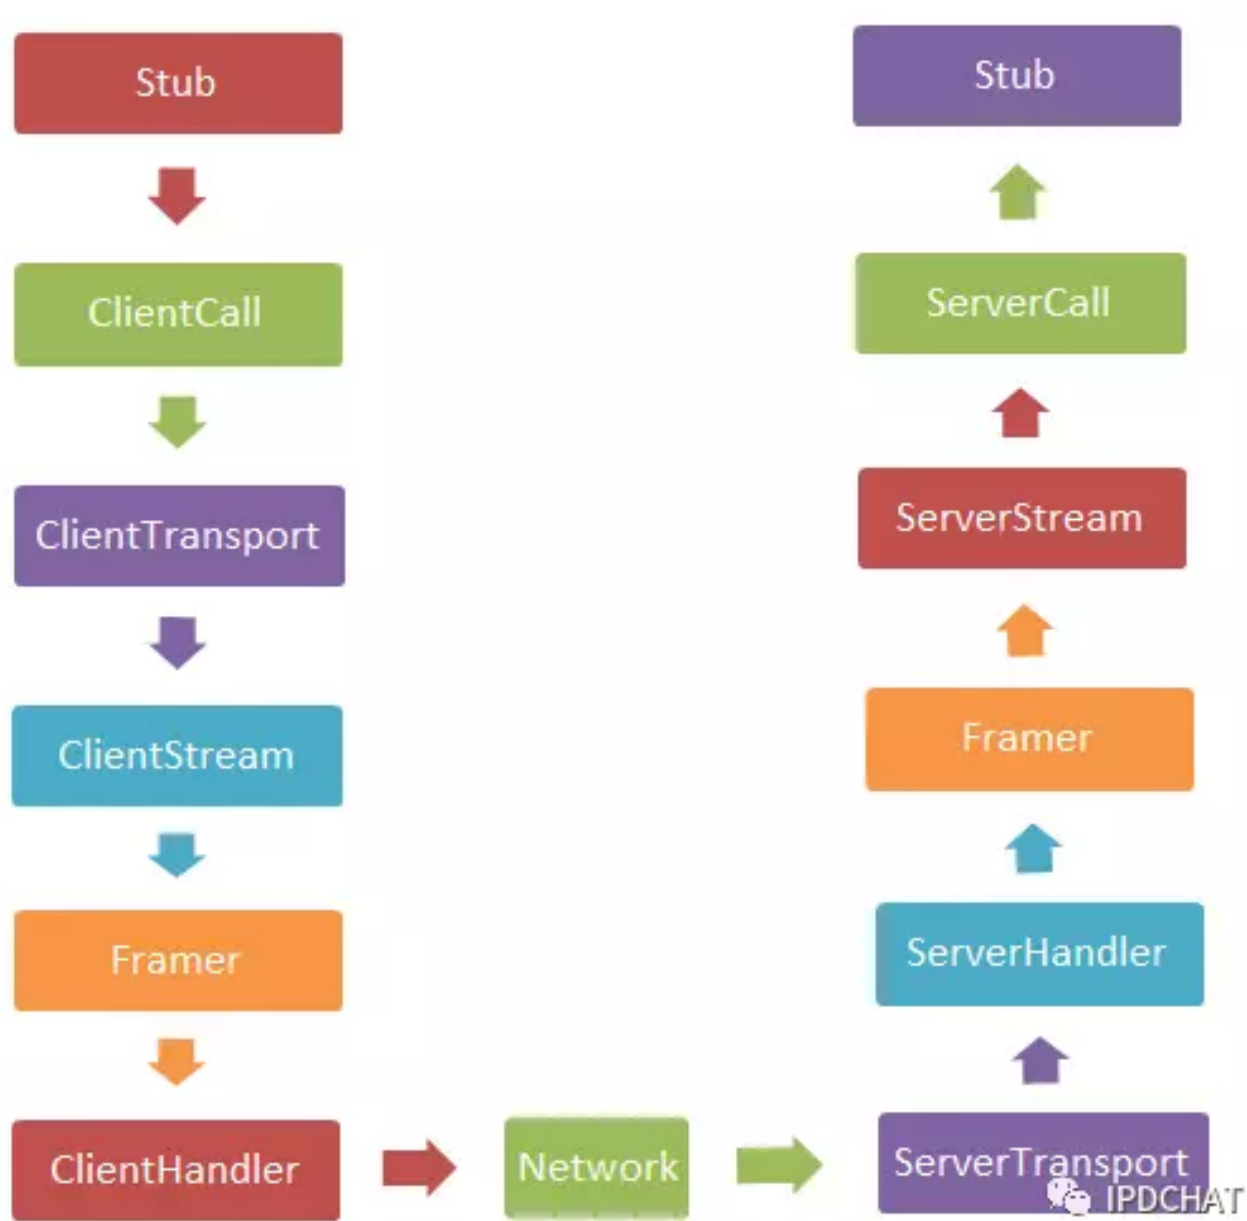 Stub
ClientCall
ClientTransport
ClientStream
Framer
ClientHandler
Network
Stub
ServerCall
ServerStream
Framer
ServerHandler
ServerTransport
IPDCHAT